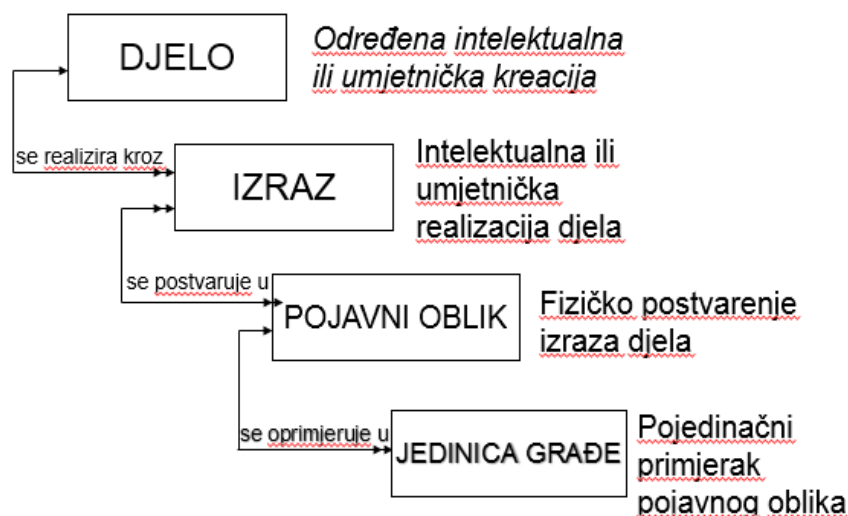 DJELO
Određena intelektualna
ili umjetnička kreacija
se realizira kroz
IZRAZ
Intelektualna ili
umjetnička
realizacija djela
se postvaruje u
POJAVNI OBLIK
Fizičko postvarenje
izraza djela
se oprimjeruje u
JEDINICA GRAĐE
Pojedinačni
primjerak
pojavnog oblika